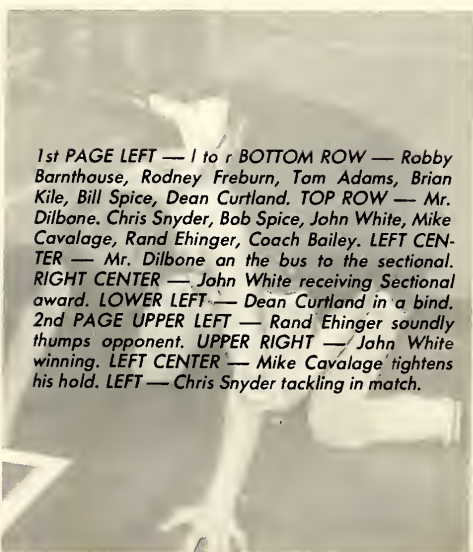 1st PAGE LEFT — l to r BOTTOM ROW — Robby
Barnthouse, Rodney Freburn, Tom Adams, Brian
Kile, Bill Spice, Dean Curtland. TOP ROW — Mr.
Dilbone. Chris Snyder, Bob Spice, John White, Mike
Cavalage, Rand Ehinger, Coach Bailey. LEFT CEN-
TER — Mr. Dilbone an the bus to the sectional.
RIGHT CENTER — John White receiving Sectional
award. LOWER LEFT — Dean Curtland in a bind.
2nd PAGE UPPER LEFT — Rand Ehinger soundly
thumps opponent. UPPER RIGHT — John White
winning. LEFT CENTER — Mike Cavalage tightens
his hold. LEFT — Chris Snyder tackling in match.